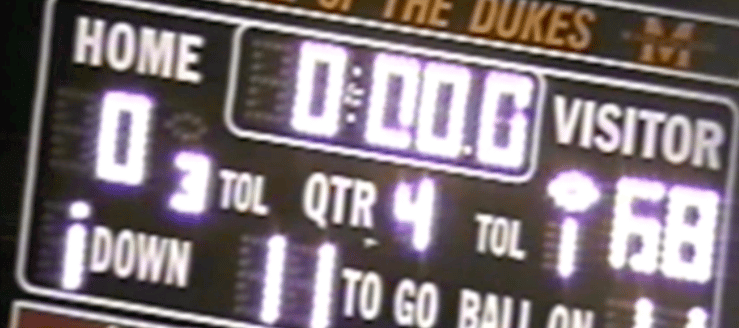 OF THE DUKES M
HOME 0:00.0 VISITOR
0 3 TOL QTR 4 TOL 1 68
1 DOWN 11 TO GO BALL ON